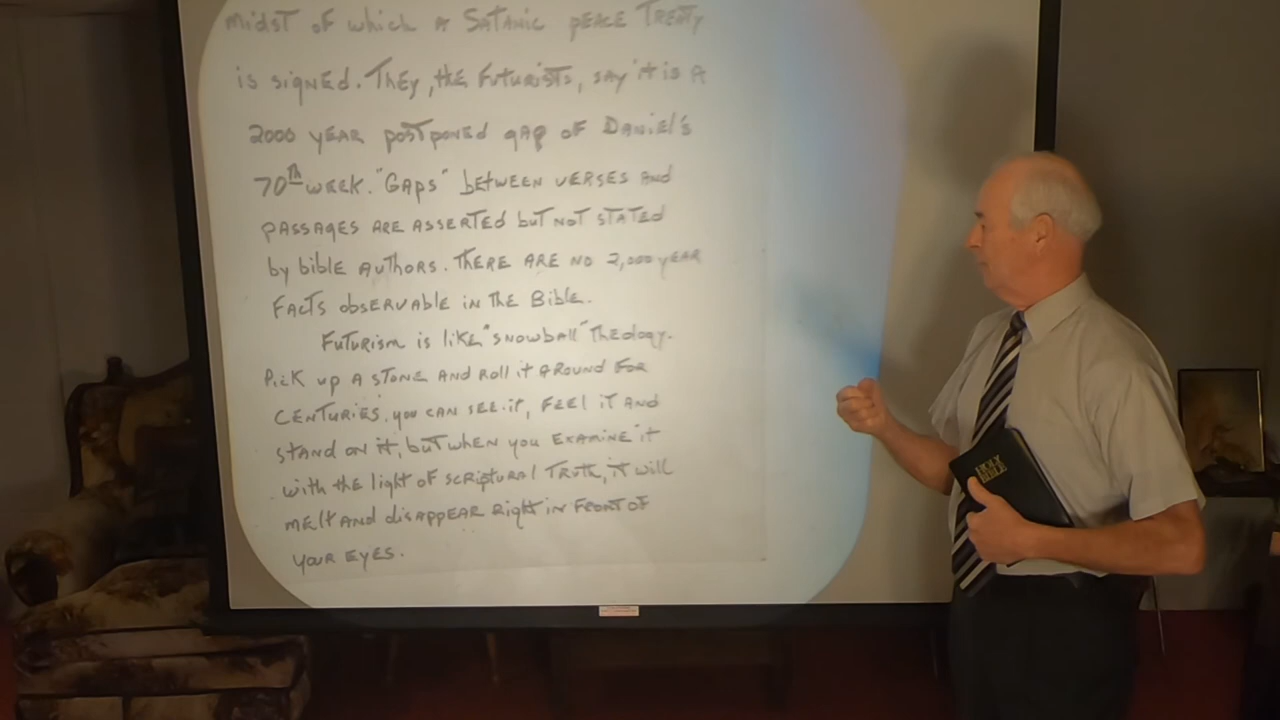 midst of which a Satanic peace Treaty
is signed. They, the Futurists, say "it is a
2000 year postponed gap of Daniel's
70th week." "Gaps" between verses and
passages are asserted but not stated
by bible authors. There are no 2,000 year
facts observable in the Bible.
Futurism is like "snowball" Theology.
Pick up a stone and roll it around for
centuries. you can see it, feel it and
stand on it, but when you examine it
with the light of scriptural Truth, it will
melt and disappear right in front of
your eyes.
HOLY
BIBLE